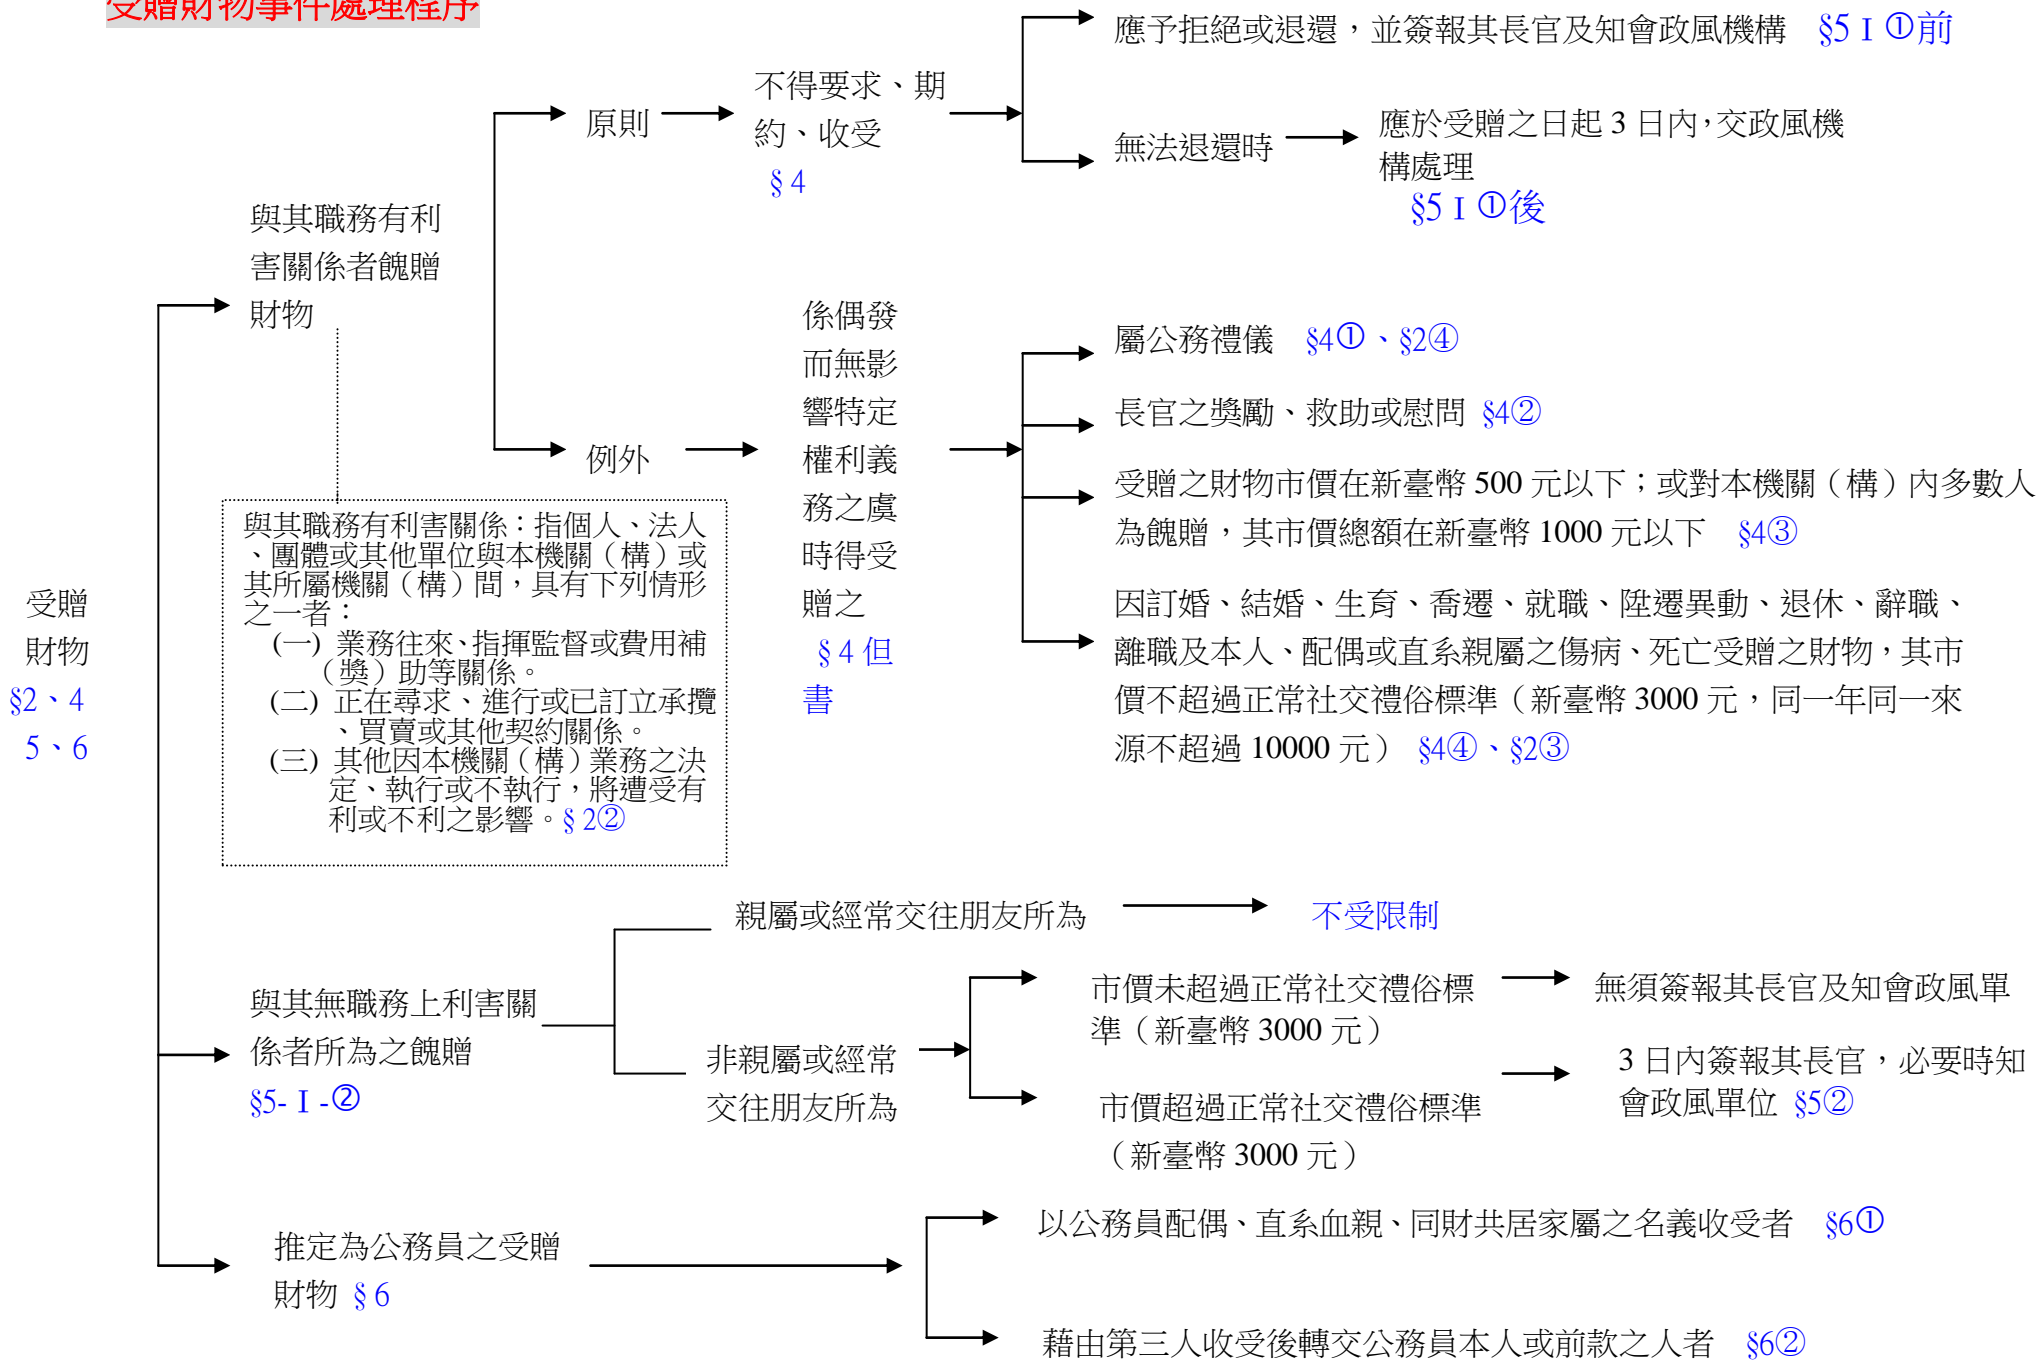 受贈財物事件處理程序
應予拒絕或退還，並簽報其長官及知會政風機構 §5 I ①前
不得要求、期
約、收受
§4
原則
無法退還時
應於受贈之日起 3 日內，交政風機
構處理
§5 I ①後
與其職務有利
害關係者餽贈
財物
係偶發
而無影
響特定
權利義
務之虞
時得受
贈之
§4 但
書
例外
屬公務禮儀 §4①、§2④
長官之獎勵、救助或慰問 §4②
受贈之財物市價在新臺幣 500 元以下；或對本機關（構）內多數人
為餽贈，其市價總額在新臺幣 1000 元以下 §4③
因訂婚、結婚、生育、喬遷、就職、陞遷異動、退休、辭職、
離職及本人、配偶或直系親屬之傷病、死亡受贈之財物，其市
價不超過正常社交禮俗標準（新臺幣 3000 元，同一年同一來
源不超過 10000 元） §4④、§2③
與其職務有利害關係：指個人、法人
、團體或其他單位與本機關（構）或
其所屬機關（構）間，具有下列情形
之一者：
(一) 業務往來、指揮監督或費用補
（獎）助等關係。
(二) 正在尋求、進行或已訂立承攬
、買賣或其他契約關係。
(三) 其他因本機關（構）業務之決
定、執行或不執行，將遭受有
利或不利之影響。§2②
受贈
財物
§2、4
5、6
親屬或經常交往朋友所為
不受限制
與其無職務上利害關
係者所為之餽贈
§5- I -②
非親屬或經常
交往朋友所為
市價未超過正常社交禮俗標
準（新臺幣 3000 元）
無須簽報其長官及知會政風單
市價超過正常社交禮俗標準
（新臺幣 3000 元）
3 日內簽報其長官，必要時知
會政風單位 §5②
推定為公務員之受贈
財物 §6
以公務員配偶、直系血親、同財共居家屬之名義收受者 §6①
藉由第三人收受後轉交公務員本人或前款之人者 §6②